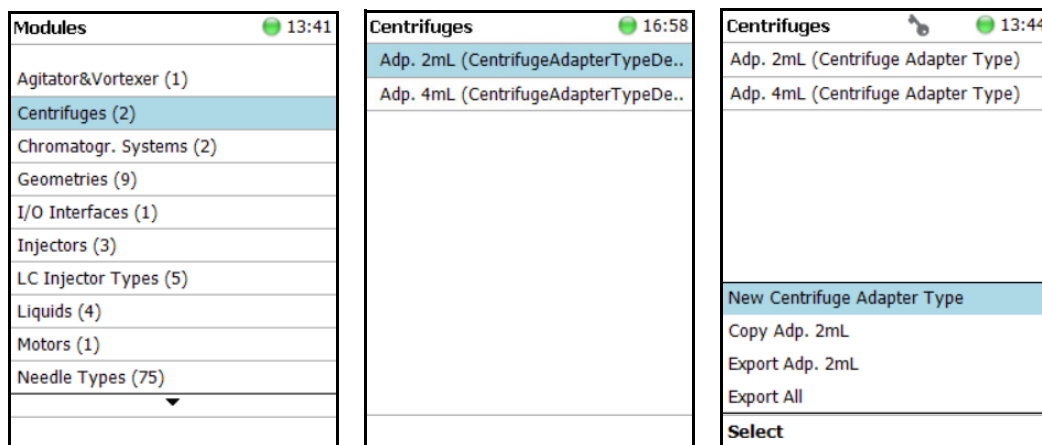 Modules 13:41
Agitator&Vortexer (1)
Centrifuges (2)
Chromatogr. Systems (2)
Geometries (9)
I/O Interfaces (1)
Injectors (3)
LC Injector Types (5)
Liquids (4)
Motors (1)
Needle Types (75)
Centrifuges 16:58
Adp. 2mL (CentrifugeAdapterTypeDe..
Adp. 4mL (CentrifugeAdapterTypeDe..
Centrifuges 13:44
Adp. 2mL (Centrifuge Adapter Type)
Adp. 4mL (Centrifuge Adapter Type)
New Centrifuge Adapter Type
Copy Adp. 2mL
Export Adp. 2mL
Export All
Select